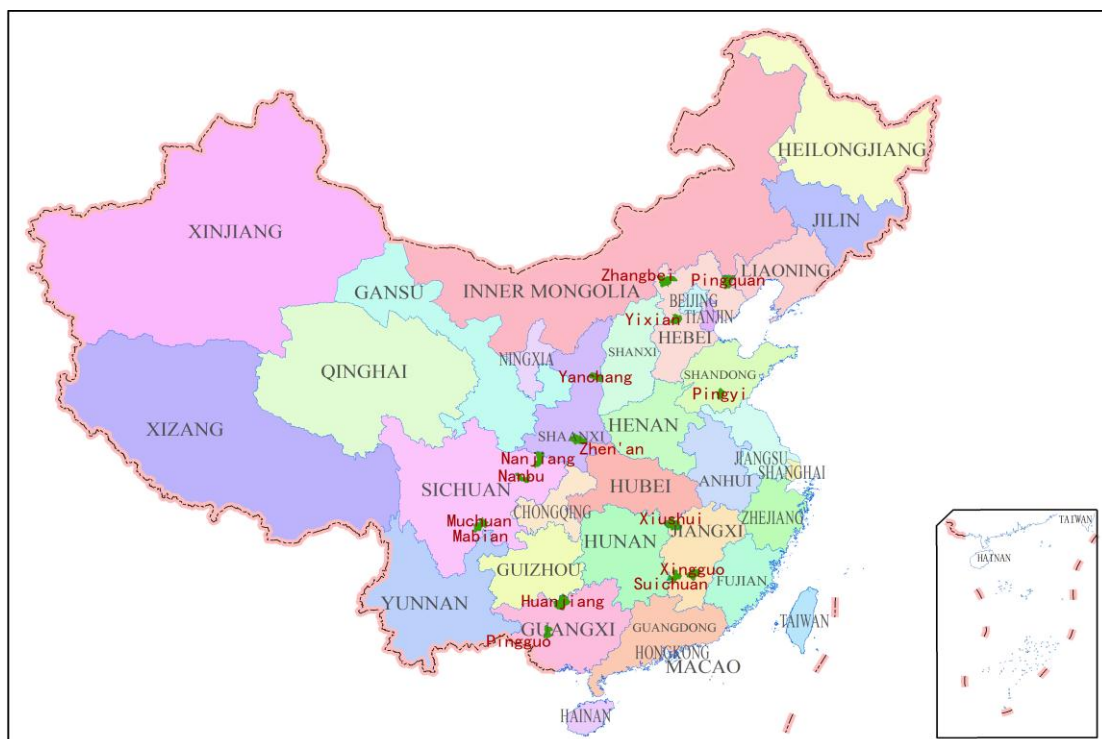 HEILONGJIANG
JILIN
XINJIANG
LIAONING
Zhangbei
Pingquan
GANSU
INNER MONGOLIA
BEIJING
Yixian
TIANJIN
HEBEI
SHANXI
NINGXIA
QINGHAI
Yanchang
SHANDONG
Pingyi
XIZANG
HENAN
SHAANXI
Zhen'an
Nanjiang
JIANGSU
SHANGHAI
Nanbu
ANHUI
SICHUAN
HUBEI
CHONGQING
ZHEJIANG
Muchuan
Xiushui
Mabian
JIANGXI
HUNAN
GUIZHOU
Xingguo
Suichuan
FUJIAN
YUNNAN
Huanjiang
TAIWAN
GUANGXI
GUANGDONG
Pingguo
HONGKONG
MACAO
HAINAN
TAIWAN
HAINAN